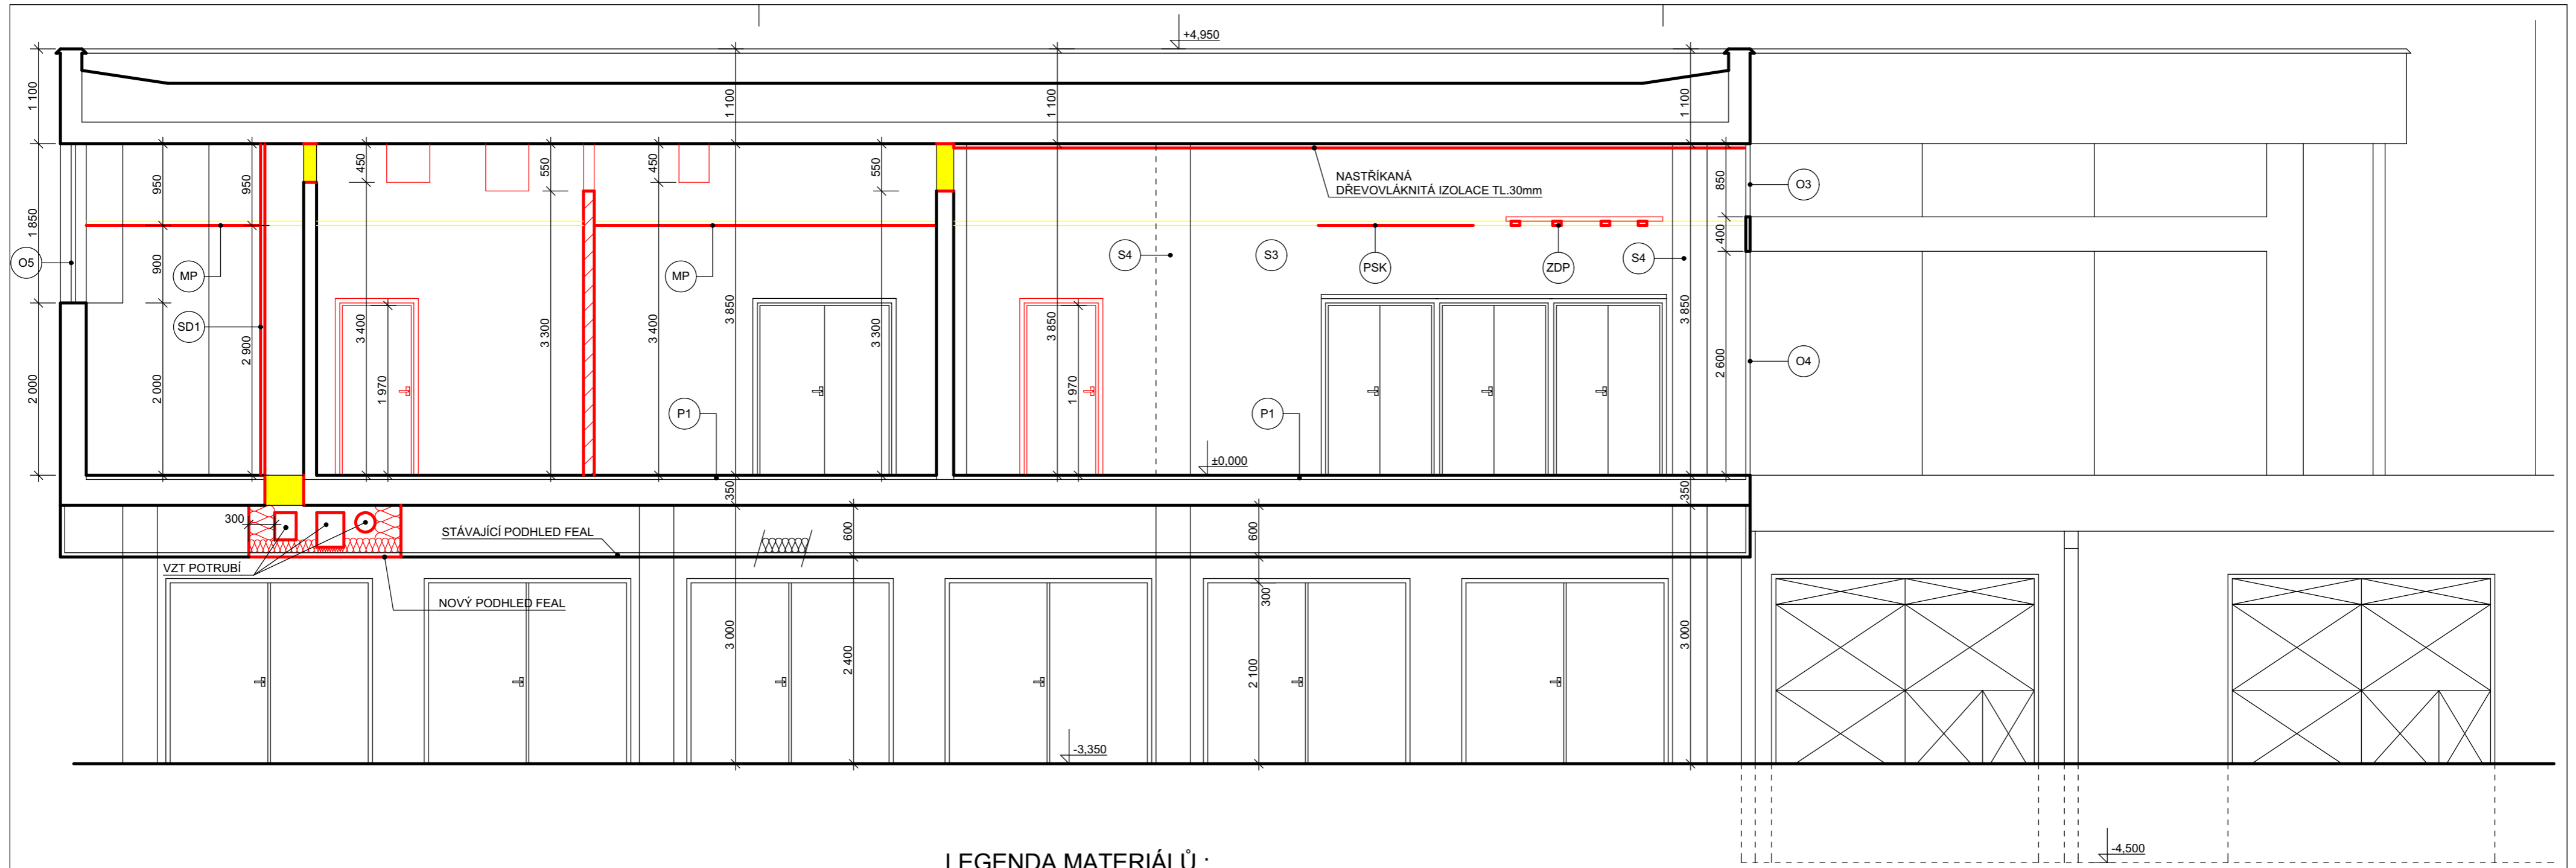 +4,950
1 100
1 100
1 100
1 100
950
950
450
550
450
550
NASTŘÍKANÁ
DŘEVOVLÁKNITÁ IZOLACE TL.30mm
850
O3
1 850
400
O5
MP
900
MP
S4
S3
PSK
ZDP
S4
SD1
2 900
3 400
3 300
3 400
3 850
3 300
3 850
3 850
2 600
O4
2 000
2 000
1 970
1 970
P1
P1
±0,000
350
350
300
STÁVAJÍCÍ PODHLED FEAL
600
600
VZT POTRUBÍ
NOVÝ PODHLED FEAL
300
3 000
2 400
2 100
3 000
-3,350
LEGENDA MATERIÁLŮ :
-4,500